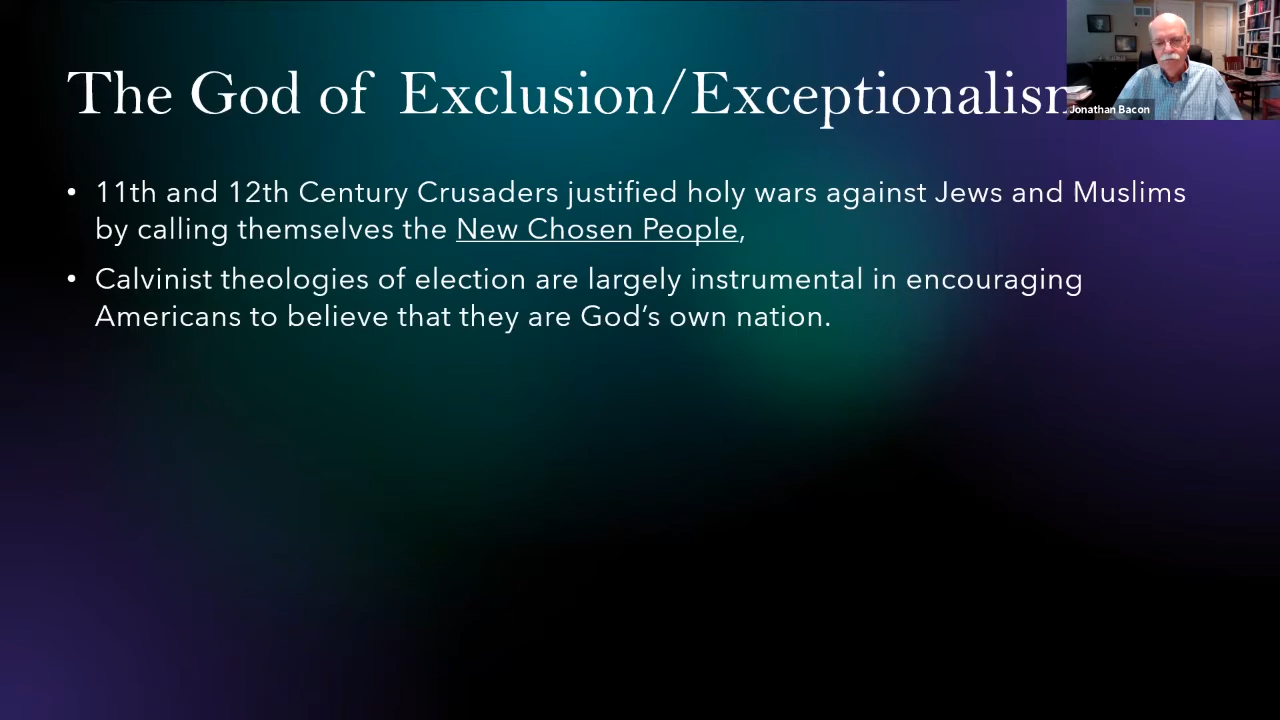 The God of Exclusion/Exceptionalism
Jonathan Bacon
• 11th and 12th Century Crusaders justified holy wars against Jews and Muslims
by calling themselves the New Chosen People,
• Calvinist theologies of election are largely instrumental in encouraging
Americans to believe that they are God’s own nation.